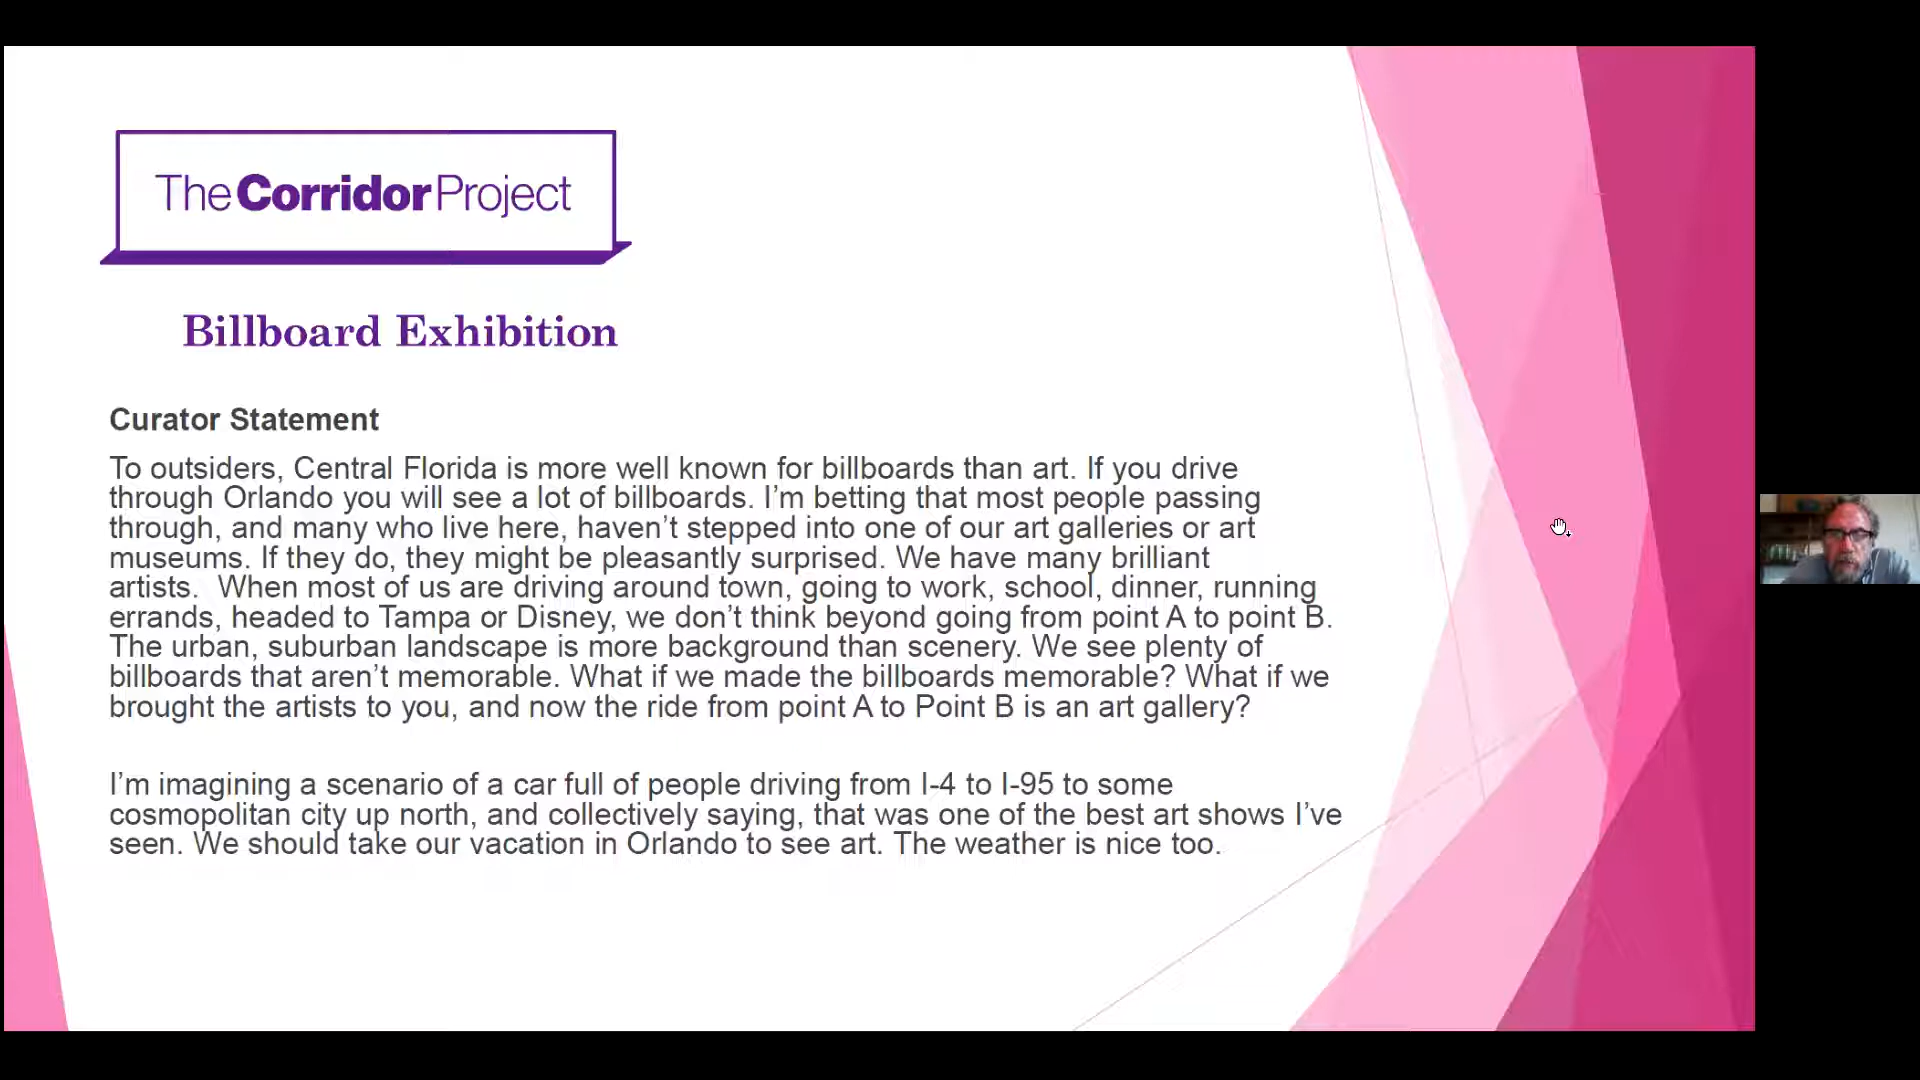 TheCorridorProject
Billboard Exhibition
Curator Statement
To outsiders, Central Florida is more well known for billboards than art. If you drive
through Orlando you will see a lot of billboards. I’m betting that most people passing
through, and many who live here, haven’t stepped into one of our art galleries or art
museums. If they do, they might be pleasantly surprised. We have many brilliant
artists.  When most of us are driving around town, going to work, school, dinner, running
errands, headed to Tampa or Disney, we don’t think beyond going from point A to point B.
The urban, suburban landscape is more background than scenery. We see plenty of
billboards that aren’t memorable. What if we made the billboards memorable? What if we
brought the artists to you, and now the ride from point A to Point B is an art gallery?
I’m imagining a scenario of a car full of people driving from I-4 to I-95 to some
cosmopolitan city up north, and collectively saying, that was one of the best art shows I’ve
seen. We should take our vacation in Orlando to see art. The weather is nice too.